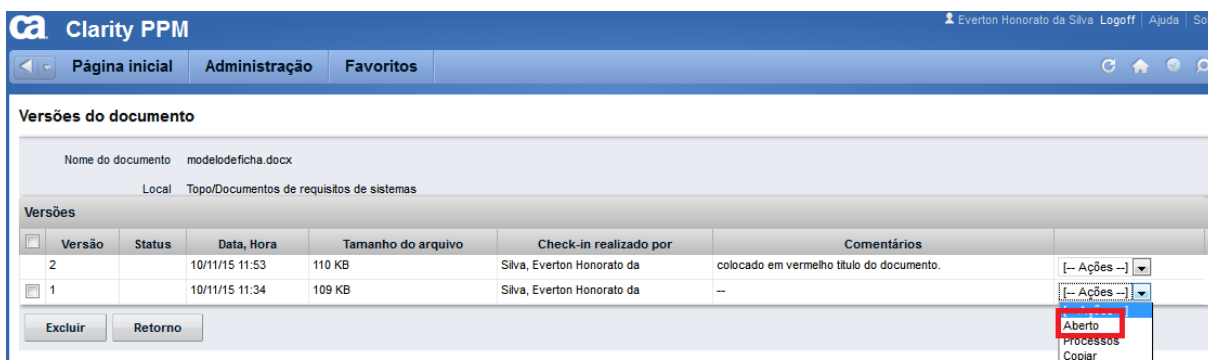 ca Clarity PPM
Everton Honorato da Silva Logoff | Ajuda | So
Página inicial Administração Favoritos
Versões do documento
Nome do documento modelodeficha.docx
Local Topo/Documentos de requisitos de sistemas
Versões
Versão Status Data, Hora Tamanho do arquivo Check-in realizado por Comentários
2 10/11/15 11:53 110 KB Silva, Everton Honorato da colocado em vermelho titulo do documento. [-- Ações --]
1 10/11/15 11:34 109 KB Silva, Everton Honorato da -- [-- Ações --]
[-- Ações --]
Excluir Retorno
Aberto
Processos
Copiar